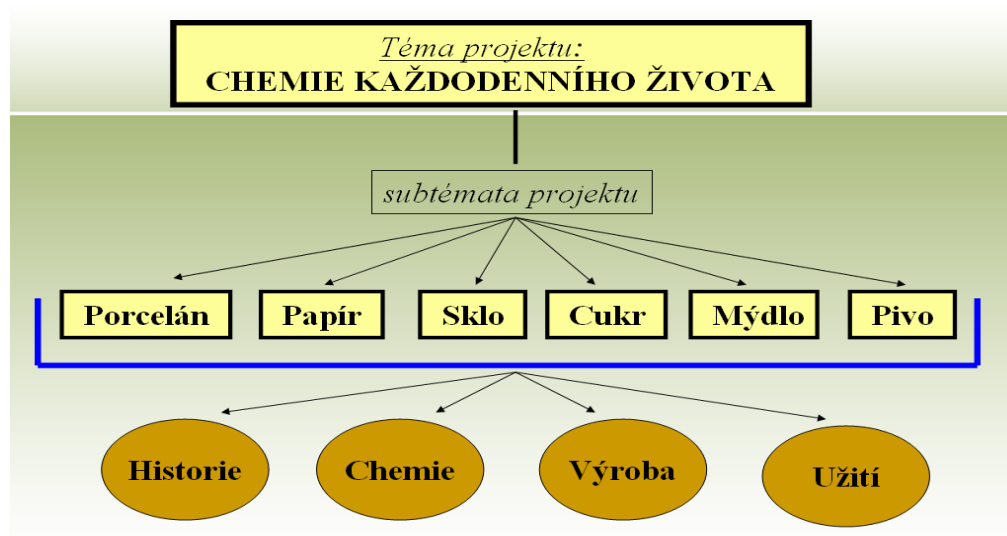 Téma projektu:
CHEMIE KAŽDODENNÍHO ŽIVOTA
subtémata projektu
Porcelán Papír Sklo Cukr Mýdlo Pivo
Historie Chemie Výroba Užití